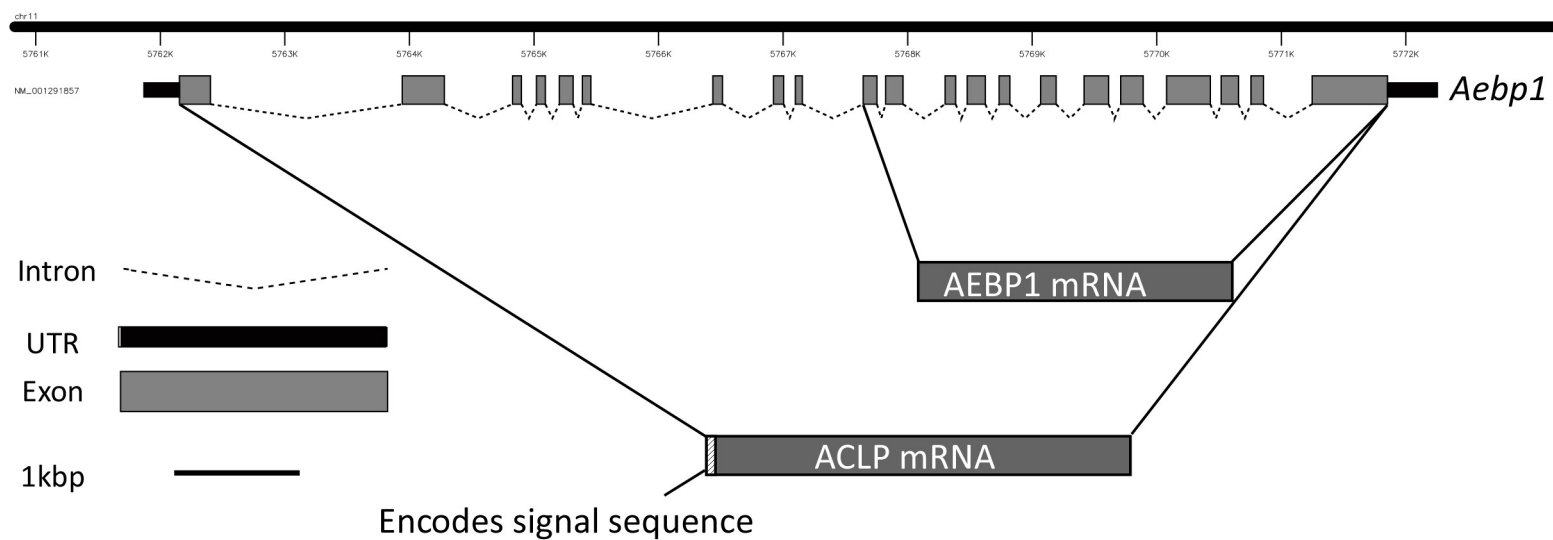 chr11
5761K 5762K 5763K 5764K 5765K 5766K 5767K 5768K 5769K 5770K 5771K 5772K
NM_001291857
Aebp1
Intron
AEBP1 mRNA
UTR
Exon
ACLP mRNA
1kbp
Encodes signal sequence